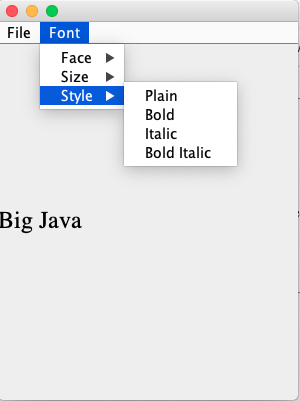 File Font
Face
Size
Style
Plain
Bold
Italic
Bold Italic
Big Java